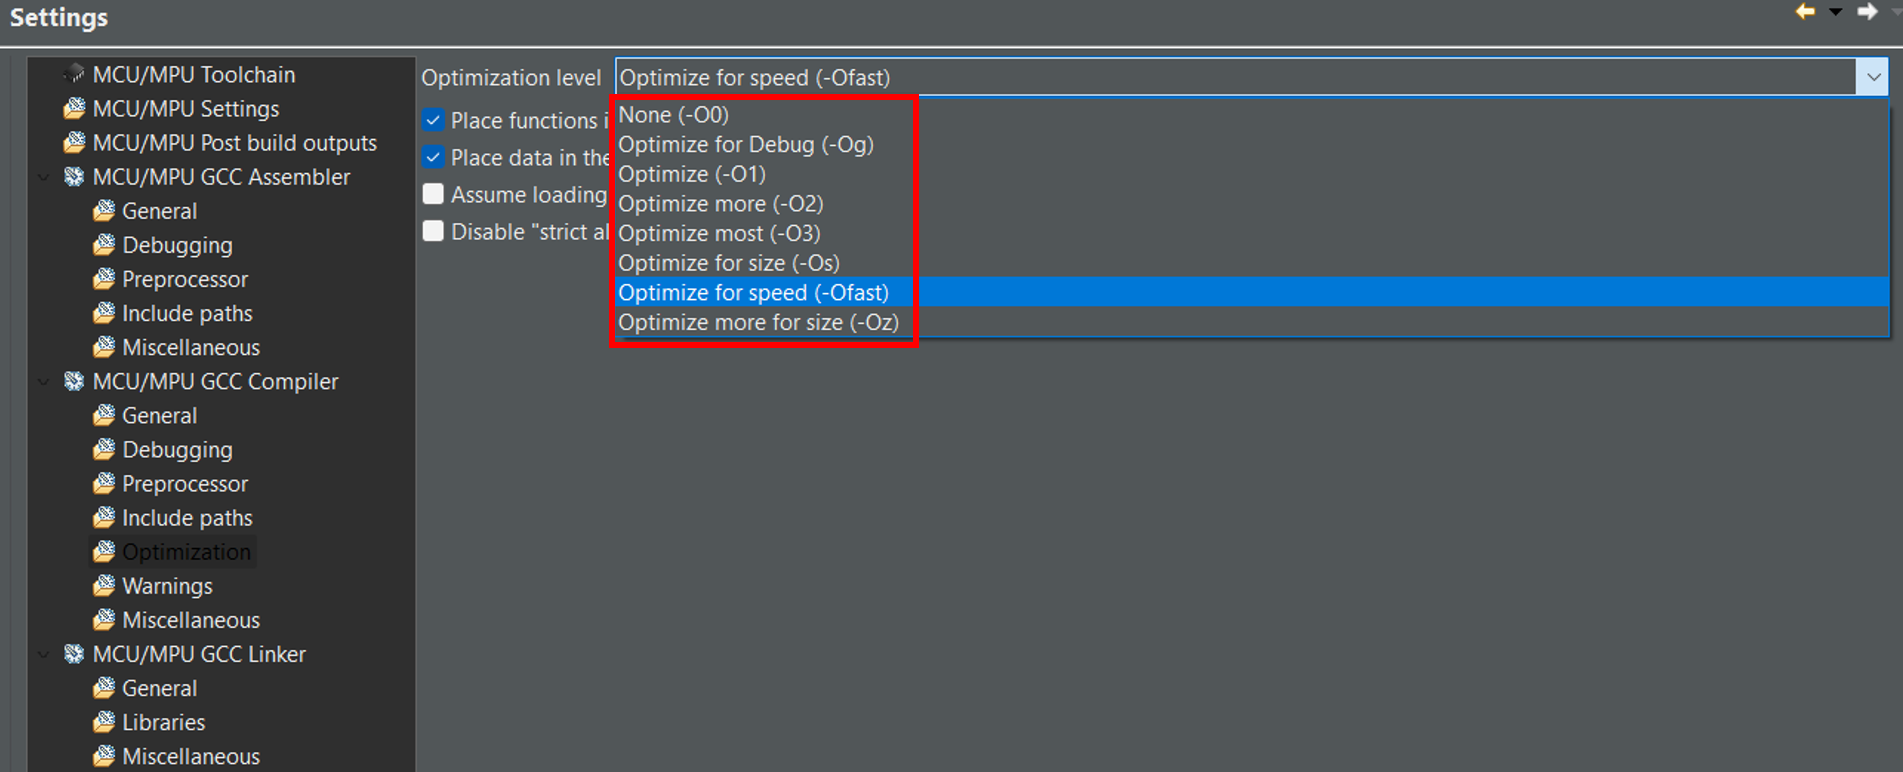 Settings
MCU/MPU Toolchain
MCU/MPU Settings
MCU/MPU Post build outputs
MCU/MPU GCC Assembler
General
Debugging
Preprocessor
Include paths
Miscellaneous
MCU/MPU GCC Compiler
General
Debugging
Preprocessor
Include paths
Optimization
Warnings
Miscellaneous
MCU/MPU GCC Linker
General
Libraries
Miscellaneous
Optimization level
Optimize for speed (-Ofast)
Place functions i
Place data in the
Assume loading
Disable "strict al
None (-O0)
Optimize for Debug (-Og)
Optimize (-O1)
Optimize more (-O2)
Optimize most (-O3)
Optimize for size (-Os)
Optimize for speed (-Ofast)
Optimize more for size (-Oz)